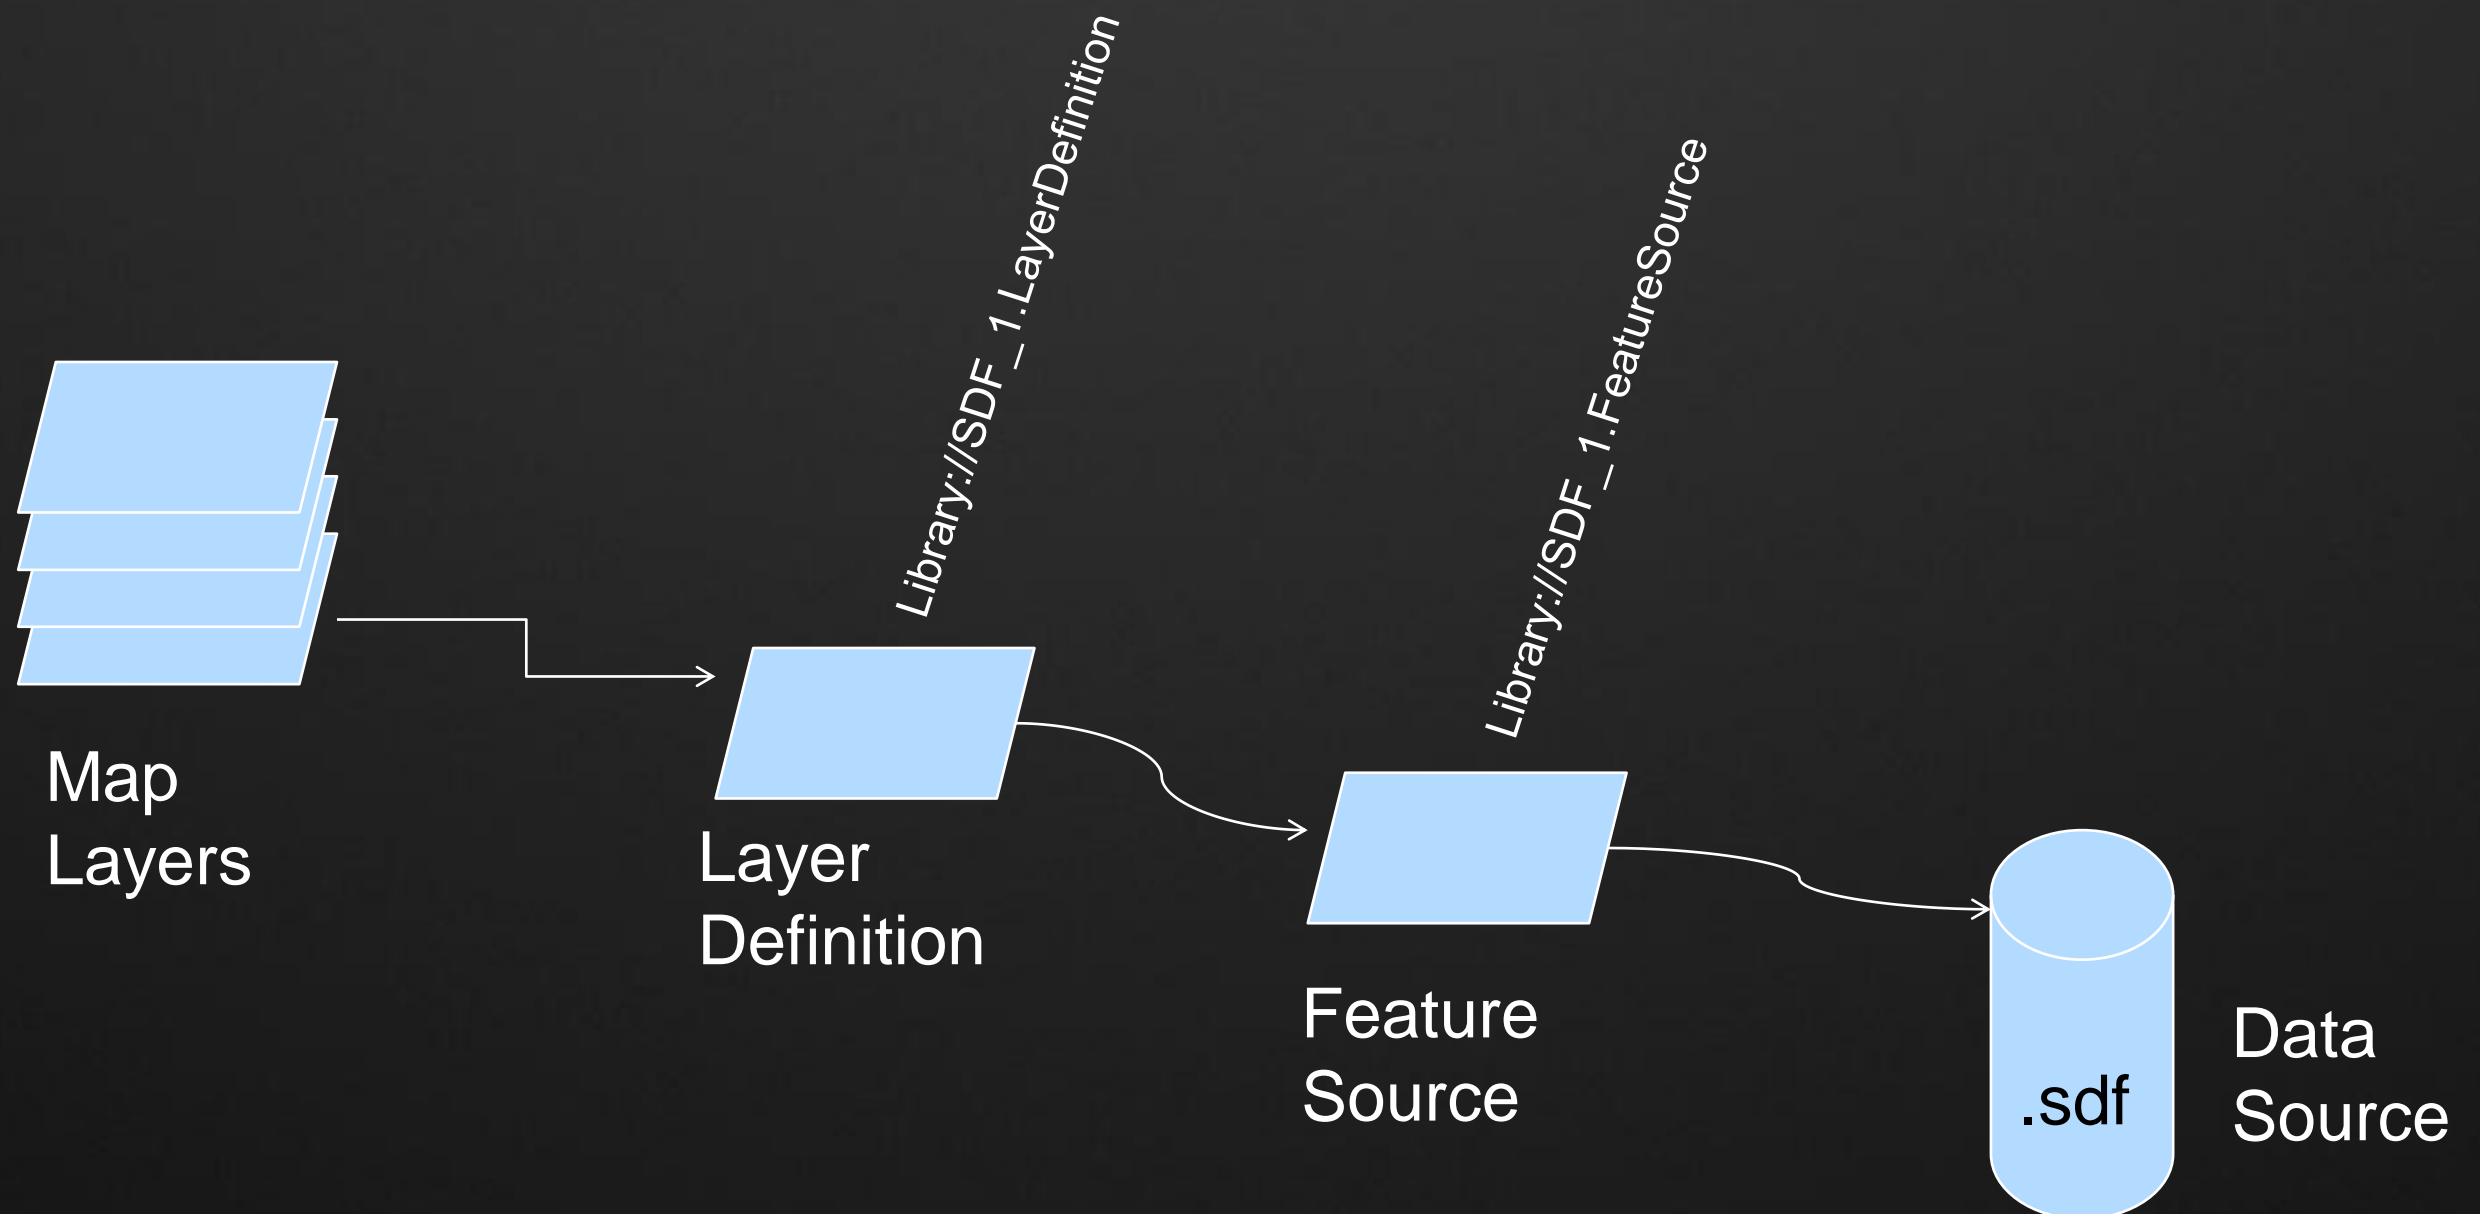 Library://SDF_1.LayerDefinition
Library://SDF_1.FeatureSource
Map
Layers
Layer
Definition
Feature
Source
.sdf
Data
Source